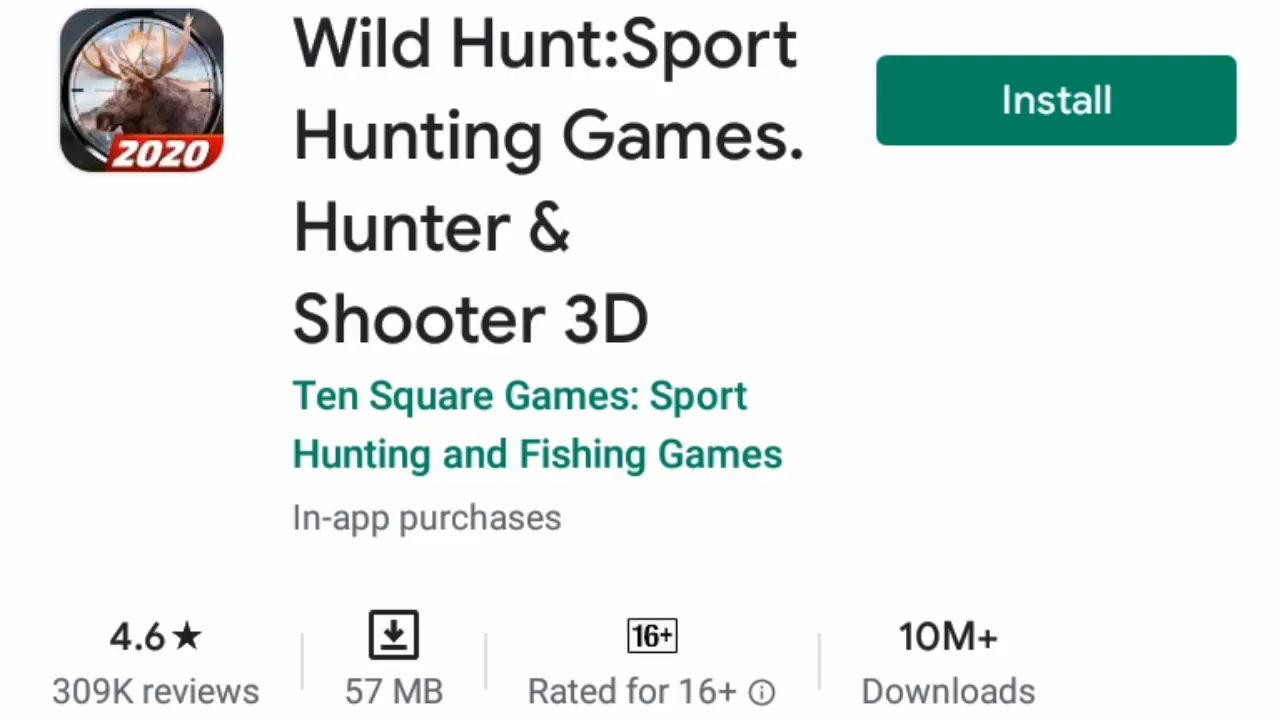 2020
Wild Hunt:Sport
Hunting Games.
Hunter &
Shooter 3D
Install
Ten Square Games: Sport
Hunting and Fishing Games
In-app purchases
4.6★
309K reviews
57 MB
16+
Rated for 16+
10M+
Downloads